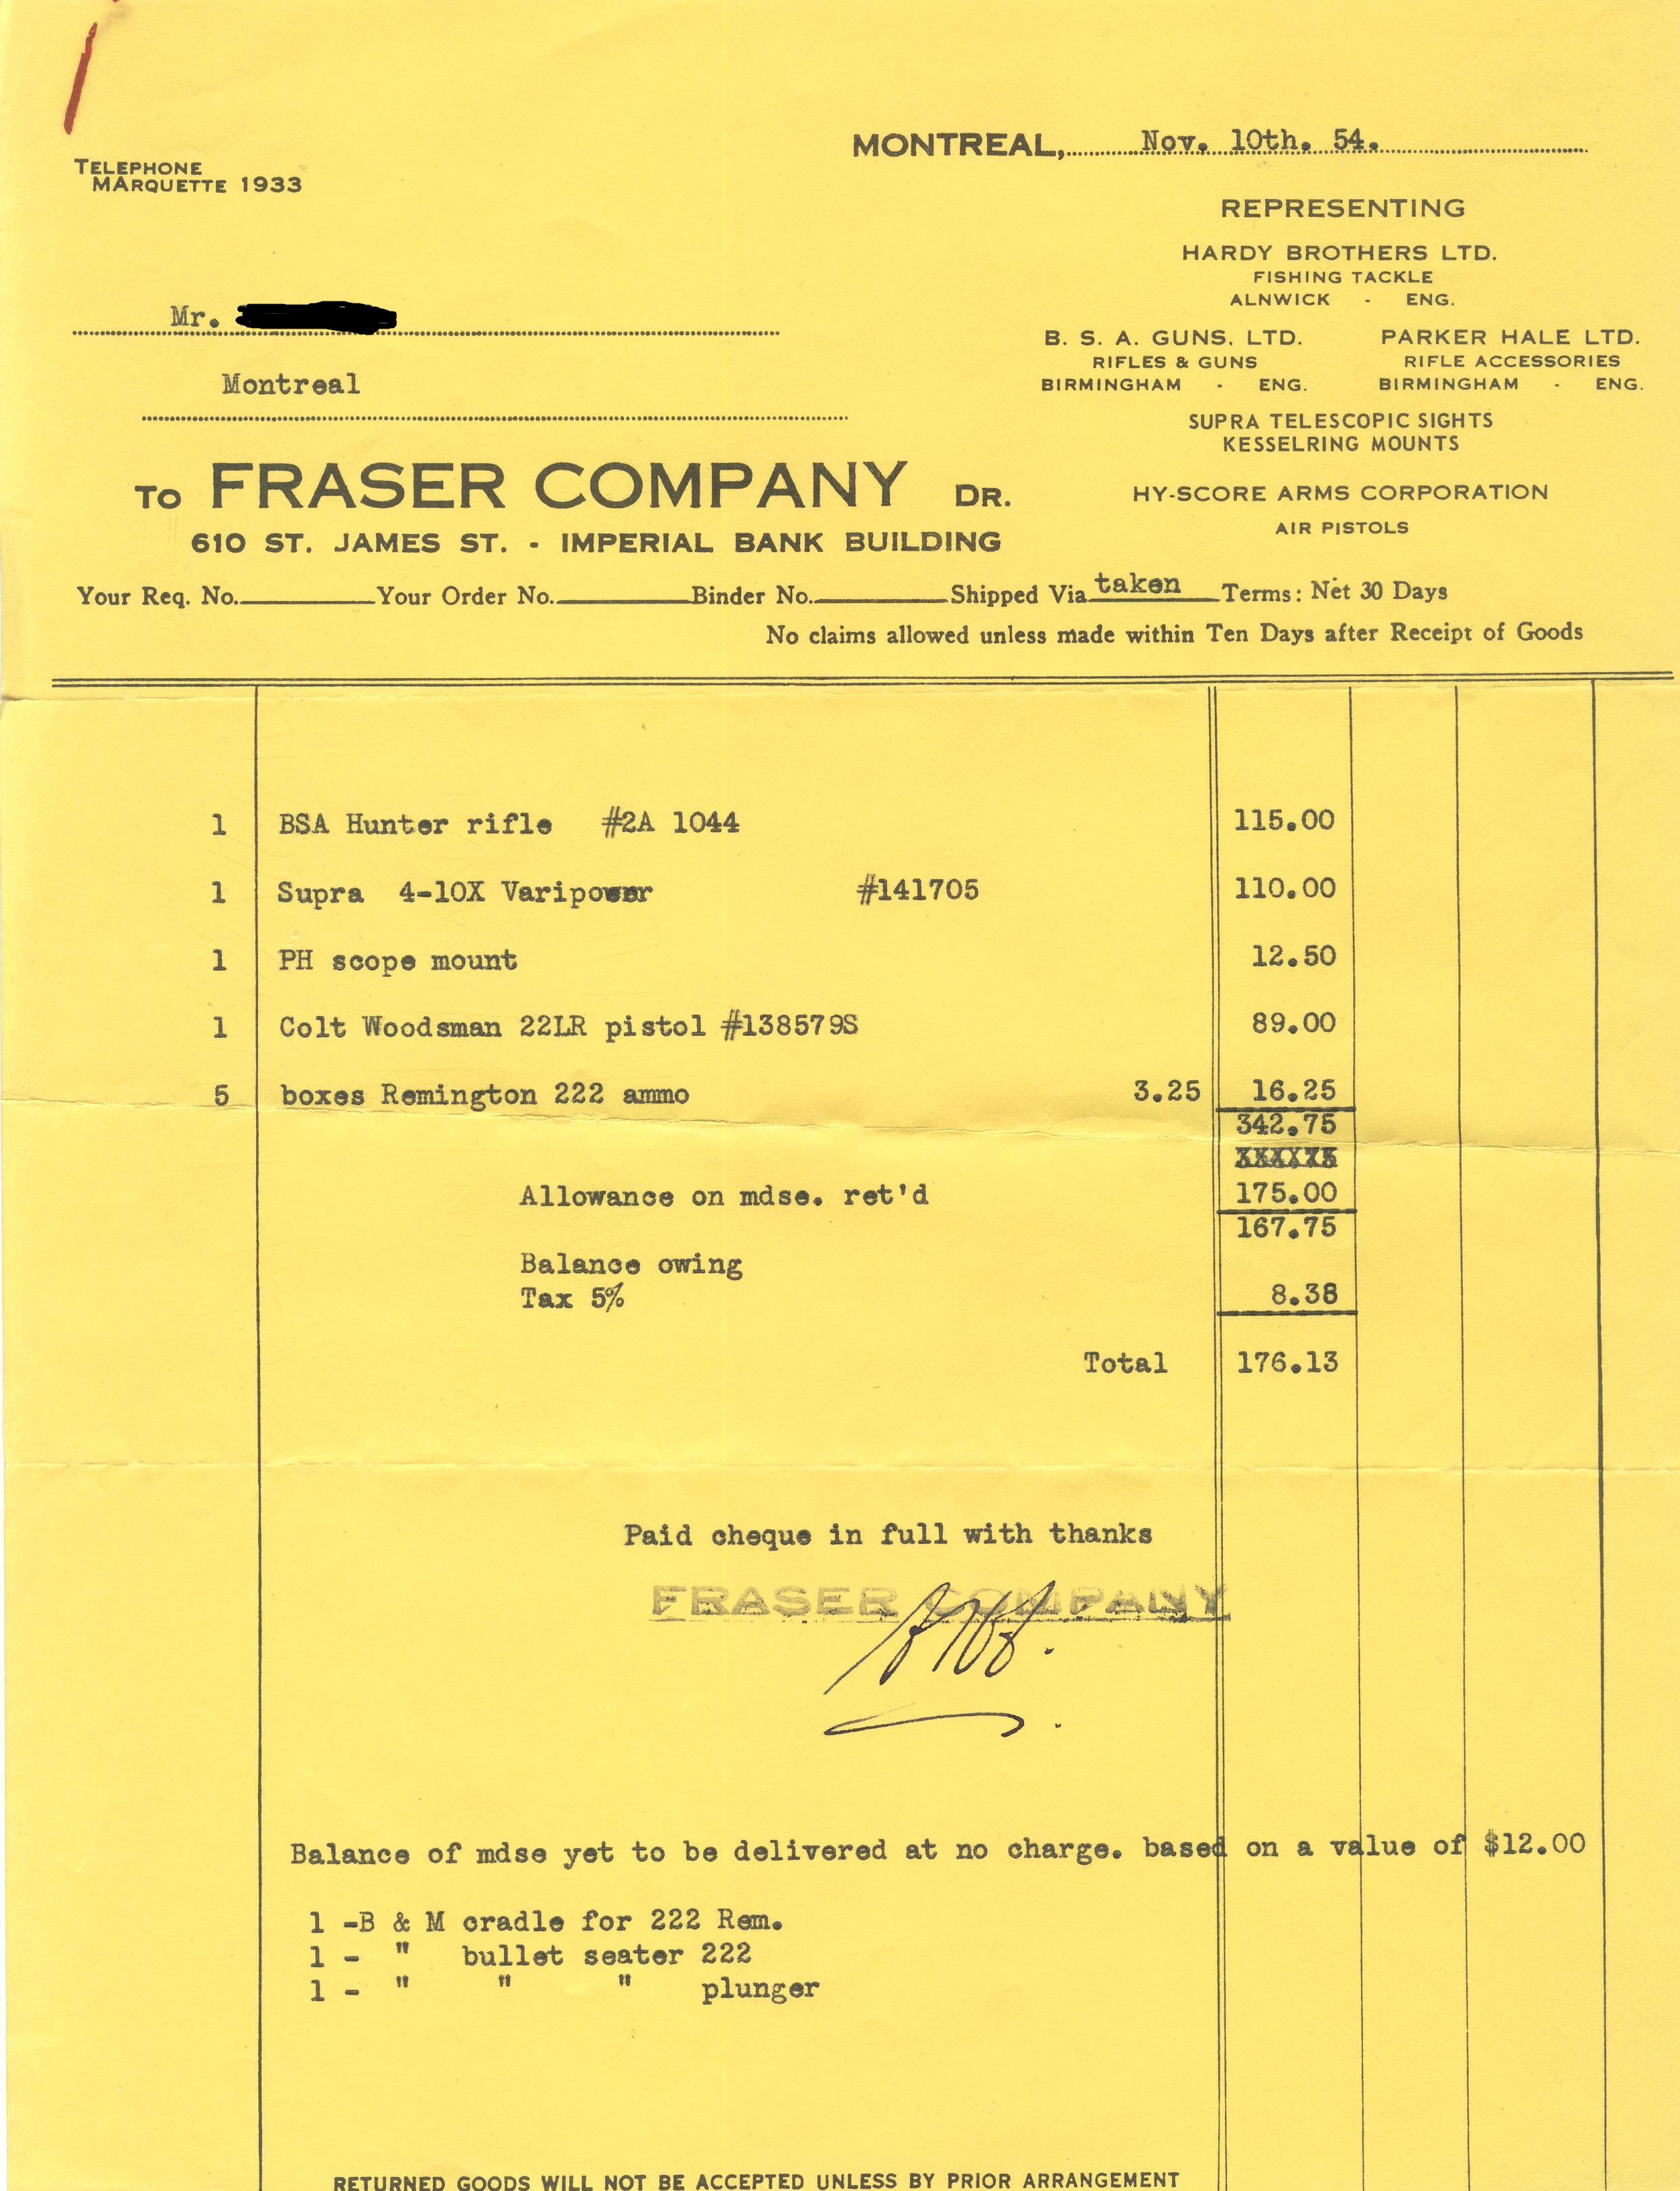 MONTREAL, Nov. 10th. 54.
TELEPHONE
MARQUETTE 1933
REPRESENTING
HARDY BROTHERS LTD.
FISHING TACKLE
ALNWICK - ENG.
B. S. A. GUNS, LTD.
RIFLES & GUNS
BIRMINGHAM - ENG.
PARKER HALE LTD.
RIFLE ACCESSORIES
BIRMINGHAM - ENG.
SUPRA TELESCOPIC SIGHTS
KESSELRING MOUNTS
HY-SCORE ARMS CORPORATION
AIR PISTOLS
Mr.
Montreal
TO FRASER COMPANY DR.
610 ST. JAMES ST. - IMPERIAL BANK BUILDING
Your Req. No. Your Order No. Binder No. Shipped Via taken Terms: Net 30 Days
No claims allowed unless made within Ten Days after Receipt of Goods
1 BSA Hunter rifle #2A 1044 115.00
1 Supra 4-10X Varipower #141705 110.00
1 PH scope mount 12.50
1 Colt Woodsman 22LR pistol #138579S 89.00
5 boxes Remington 222 ammo 3.25 16.25
342.75
Allowance on mdse. ret'd 175.00
167.75
Balance owing
Tax 5% 8.38
Total 176.13
Paid cheque in full with thanks
FRASER COMPANY
Balance of mdse yet to be delivered at no charge. based on a value of $12.00
1 -B & M cradle for 222 Rem.
1 - " bullet seater 222
1 - " " " plunger
RETURNED GOODS WILL NOT BE ACCEPTED UNLESS BY PRIOR ARRANGEMENT